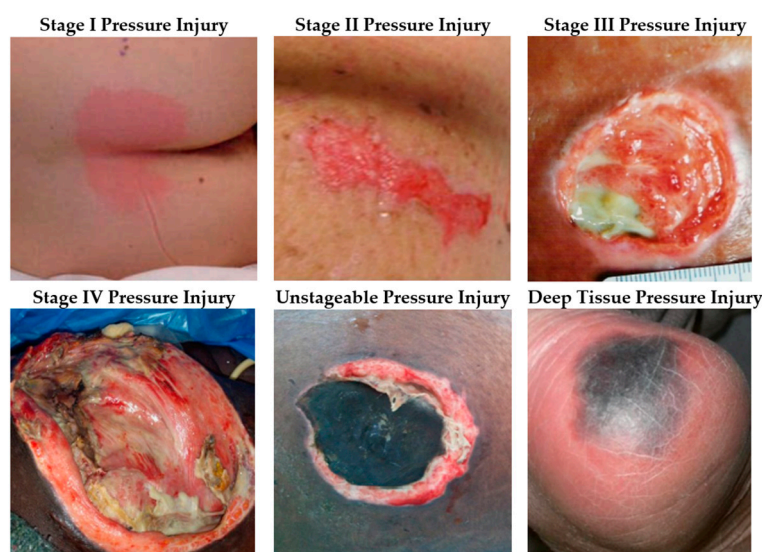 Stage I Pressure Injury
Stage II Pressure Injury
Stage III Pressure Injury
Stage IV Pressure Injury
Unstageable Pressure Injury
Deep Tissue Pressure Injury